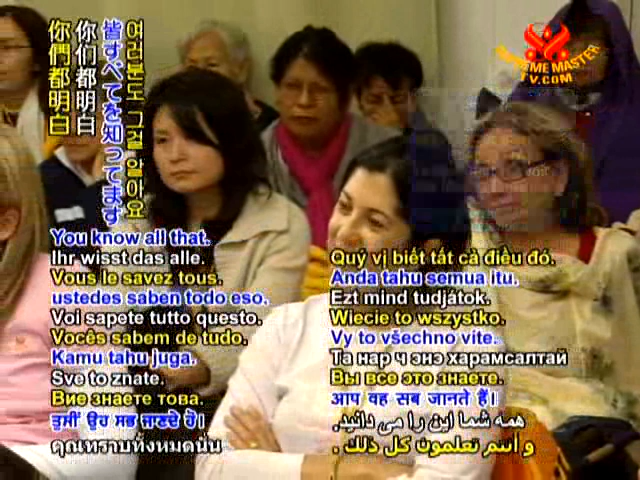 SUPREME MASTER
TV.COM
你們都明白
你们都明白
皆すべてを知ってます
여러분도 그걸 알아요
You know all that.
Ihr wisst das alle.
Vous le savez tous.
ustedes saben todo eso.
Voi sapete tutto questo.
Vocês sabem de tudo.
Kamu tahu juga.
Sve to znate.
Вие знаете това.
ਤੁਸੀਂ ਉਹ ਸਭ ਜਾਣਦੇ ਹੋ।
คุณทราบทั้งหมดนั่น
Quý vị biết tất cả điều đó.
Anda tahu semua itu.
Ezt mind tudjátok.
Wiecie to wszystko.
Vy to všechno víte.
Та нар ч энэ харамсалтай
Вы все это знаете.
आप वह सब जानते हैं।
همه شما این را می دانید.
و أنتم تعلمون كل ذلك .